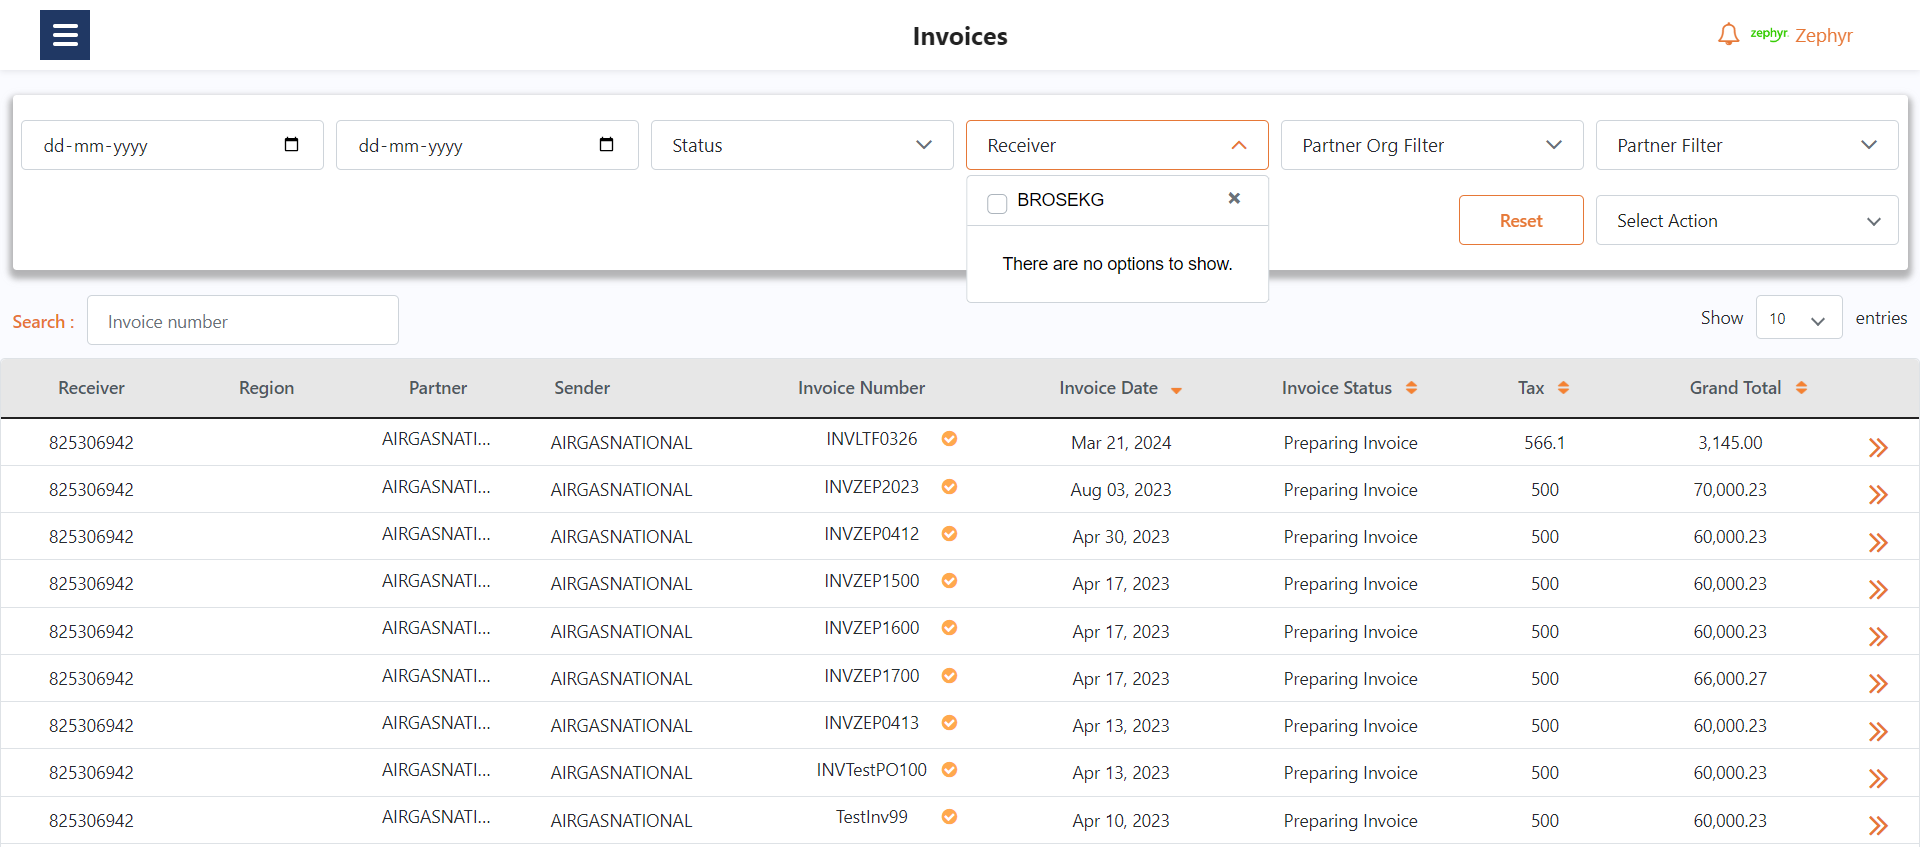 Invoices
zephyr Zephyr
dd-mm-yyyy dd-mm-yyyy Status Receiver Partner Org Filter Partner Filter
BROSEKG
Reset Select Action
There are no options to show.
Search : Invoice number Show 10 entries
Receiver Region Partner Sender Invoice Number Invoice Date Invoice Status Tax Grand Total
825306942 AIRGASNATI... AIRGASNATIONAL INVLTF0326 Mar 21, 2024 Preparing Invoice 566.1 3,145.00
825306942 AIRGASNATI... AIRGASNATIONAL INVZEP2023 Aug 03, 2023 Preparing Invoice 500 70,000.23
825306942 AIRGASNATI... AIRGASNATIONAL INVZEP0412 Apr 30, 2023 Preparing Invoice 500 60,000.23
825306942 AIRGASNATI... AIRGASNATIONAL INVZEP1500 Apr 17, 2023 Preparing Invoice 500 60,000.23
825306942 AIRGASNATI... AIRGASNATIONAL INVZEP1600 Apr 17, 2023 Preparing Invoice 500 60,000.23
825306942 AIRGASNATI... AIRGASNATIONAL INVZEP1700 Apr 17, 2023 Preparing Invoice 500 66,000.27
825306942 AIRGASNATI... AIRGASNATIONAL INVZEP0413 Apr 13, 2023 Preparing Invoice 500 60,000.23
825306942 AIRGASNATI... AIRGASNATIONAL INVTestPO100 Apr 13, 2023 Preparing Invoice 500 60,000.23
825306942 AIRGASNATI... AIRGASNATIONAL TestInv99 Apr 10, 2023 Preparing Invoice 500 60,000.23